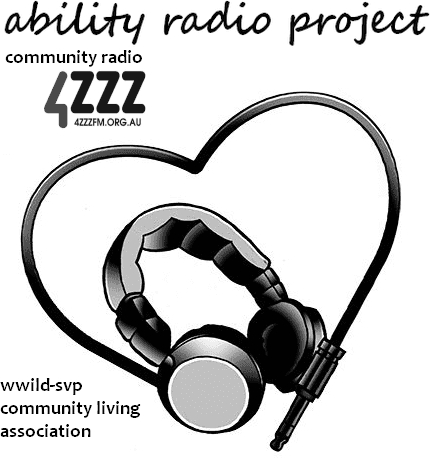 ability radio project
community radio
4ZZZ
4ZZZFM.ORG.AU
wwild-svp
community living
association